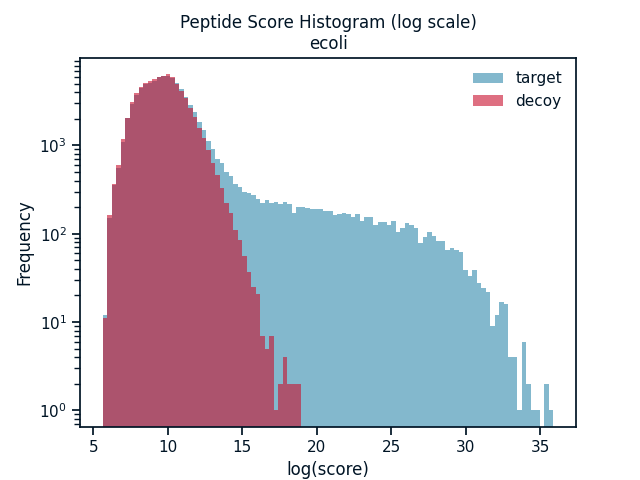 Peptide Score Histogram (log scale)
ecoli
target
decoy
Frequency
10³
10²
10¹
10⁰
5
10
15
20
25
30
35
log(score)